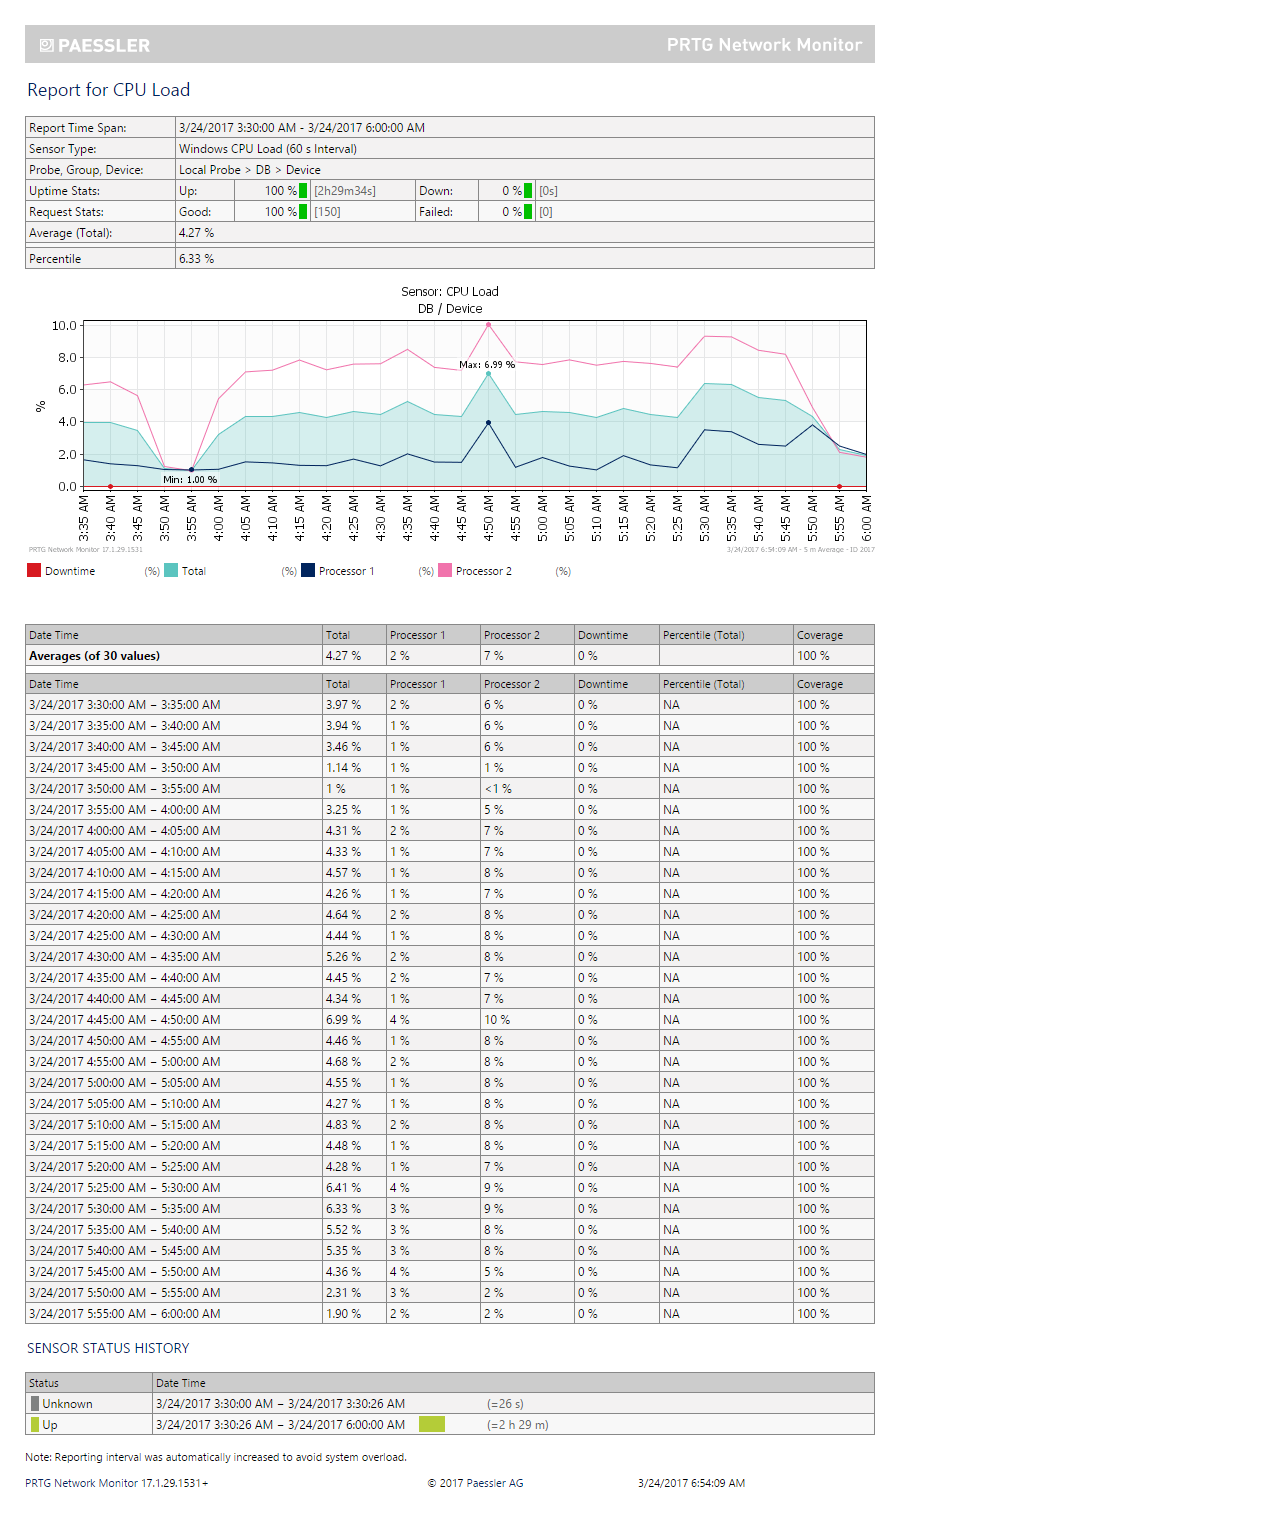 PAESSLER PRTG Network Monitor
Report for CPU Load
Report Time Span: 3/24/2017 3:30:00 AM - 3/24/2017 6:00:00 AM
Sensor Type: Windows CPU Load (60 s Interval)
Probe, Group, Device: Local Probe > DB > Device
Uptime Stats: Up: 100 % [2h29m34s] Down: 0 % [0s]
Request Stats: Good: 100 % [150] Failed: 0 % [0]
Average (Total): 4.27 %
Percentile 6.33 %
Sensor: CPU Load
DB / Device
10.0
8.0
6.0
4.0
2.0
0.0
%
Max: 6.99 %
Min: 1.00 %
3:35 AM 3:40 AM 3:45 AM 3:50 AM 3:55 AM 4:00 AM 4:05 AM 4:10 AM 4:15 AM 4:20 AM 4:25 AM 4:30 AM 4:35 AM 4:40 AM 4:45 AM 4:50 AM 4:55 AM 5:00 AM 5:05 AM 5:10 AM 5:15 AM 5:20 AM 5:25 AM 5:30 AM 5:35 AM 5:40 AM 5:45 AM 5:50 AM 5:55 AM 6:00 AM
PRTG Network Monitor 17.1.29.1531 3/24/2017 6:54:09 AM - 5 m Average - ID 2017
Downtime (%) Total (%) Processor 1 (%) Processor 2 (%)
Date Time Total Processor 1 Processor 2 Downtime Percentile (Total) Coverage
Averages (of 30 values) 4.27 % 2 % 7 % 0 % 100 %
Date Time Total Processor 1 Processor 2 Downtime Percentile (Total) Coverage
3/24/2017 3:30:00 AM – 3:35:00 AM 3.97 % 2 % 6 % 0 % NA 100 %
3/24/2017 3:35:00 AM – 3:40:00 AM 3.94 % 1 % 6 % 0 % NA 100 %
3/24/2017 3:40:00 AM – 3:45:00 AM 3.46 % 1 % 6 % 0 % NA 100 %
3/24/2017 3:45:00 AM – 3:50:00 AM 1.14 % 1 % 1 % 0 % NA 100 %
3/24/2017 3:50:00 AM – 3:55:00 AM 1 % 1 % <1 % 0 % NA 100 %
3/24/2017 3:55:00 AM – 4:00:00 AM 3.25 % 1 % 5 % 0 % NA 100 %
3/24/2017 4:00:00 AM – 4:05:00 AM 4.31 % 2 % 7 % 0 % NA 100 %
3/24/2017 4:05:00 AM – 4:10:00 AM 4.33 % 1 % 7 % 0 % NA 100 %
3/24/2017 4:10:00 AM – 4:15:00 AM 4.57 % 1 % 8 % 0 % NA 100 %
3/24/2017 4:15:00 AM – 4:20:00 AM 4.26 % 1 % 7 % 0 % NA 100 %
3/24/2017 4:20:00 AM – 4:25:00 AM 4.64 % 2 % 8 % 0 % NA 100 %
3/24/2017 4:25:00 AM – 4:30:00 AM 4.44 % 1 % 8 % 0 % NA 100 %
3/24/2017 4:30:00 AM – 4:35:00 AM 5.26 % 2 % 8 % 0 % NA 100 %
3/24/2017 4:35:00 AM – 4:40:00 AM 4.45 % 2 % 7 % 0 % NA 100 %
3/24/2017 4:40:00 AM – 4:45:00 AM 4.34 % 1 % 7 % 0 % NA 100 %
3/24/2017 4:45:00 AM – 4:50:00 AM 6.99 % 4 % 10 % 0 % NA 100 %
3/24/2017 4:50:00 AM – 4:55:00 AM 4.46 % 1 % 8 % 0 % NA 100 %
3/24/2017 4:55:00 AM – 5:00:00 AM 4.68 % 2 % 8 % 0 % NA 100 %
3/24/2017 5:00:00 AM – 5:05:00 AM 4.55 % 1 % 8 % 0 % NA 100 %
3/24/2017 5:05:00 AM – 5:10:00 AM 4.27 % 1 % 8 % 0 % NA 100 %
3/24/2017 5:10:00 AM – 5:15:00 AM 4.83 % 2 % 8 % 0 % NA 100 %
3/24/2017 5:15:00 AM – 5:20:00 AM 4.48 % 1 % 8 % 0 % NA 100 %
3/24/2017 5:20:00 AM – 5:25:00 AM 4.28 % 1 % 7 % 0 % NA 100 %
3/24/2017 5:25:00 AM – 5:30:00 AM 6.41 % 4 % 9 % 0 % NA 100 %
3/24/2017 5:30:00 AM – 5:35:00 AM 6.33 % 3 % 9 % 0 % NA 100 %
3/24/2017 5:35:00 AM – 5:40:00 AM 5.52 % 3 % 8 % 0 % NA 100 %
3/24/2017 5:40:00 AM – 5:45:00 AM 5.35 % 3 % 8 % 0 % NA 100 %
3/24/2017 5:45:00 AM – 5:50:00 AM 4.36 % 4 % 5 % 0 % NA 100 %
3/24/2017 5:50:00 AM – 5:55:00 AM 2.31 % 3 % 2 % 0 % NA 100 %
3/24/2017 5:55:00 AM – 6:00:00 AM 1.90 % 2 % 2 % 0 % NA 100 %
SENSOR STATUS HISTORY
Status Date Time
Unknown 3/24/2017 3:30:00 AM – 3/24/2017 3:30:26 AM (=26 s)
Up 3/24/2017 3:30:26 AM – 3/24/2017 6:00:00 AM (=2 h 29 m)
Note: Reporting interval was automatically increased to avoid system overload.
PRTG Network Monitor 17.1.29.1531+ © 2017 Paessler AG 3/24/2017 6:54:09 AM